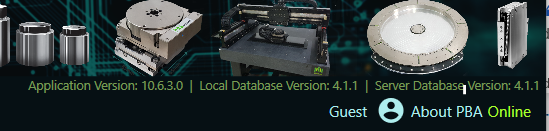 Application Version: 10.6.3.0 | Local Database Version: 4.1.1 | Server Database Version: 4.1.1
Guest About PBA Online